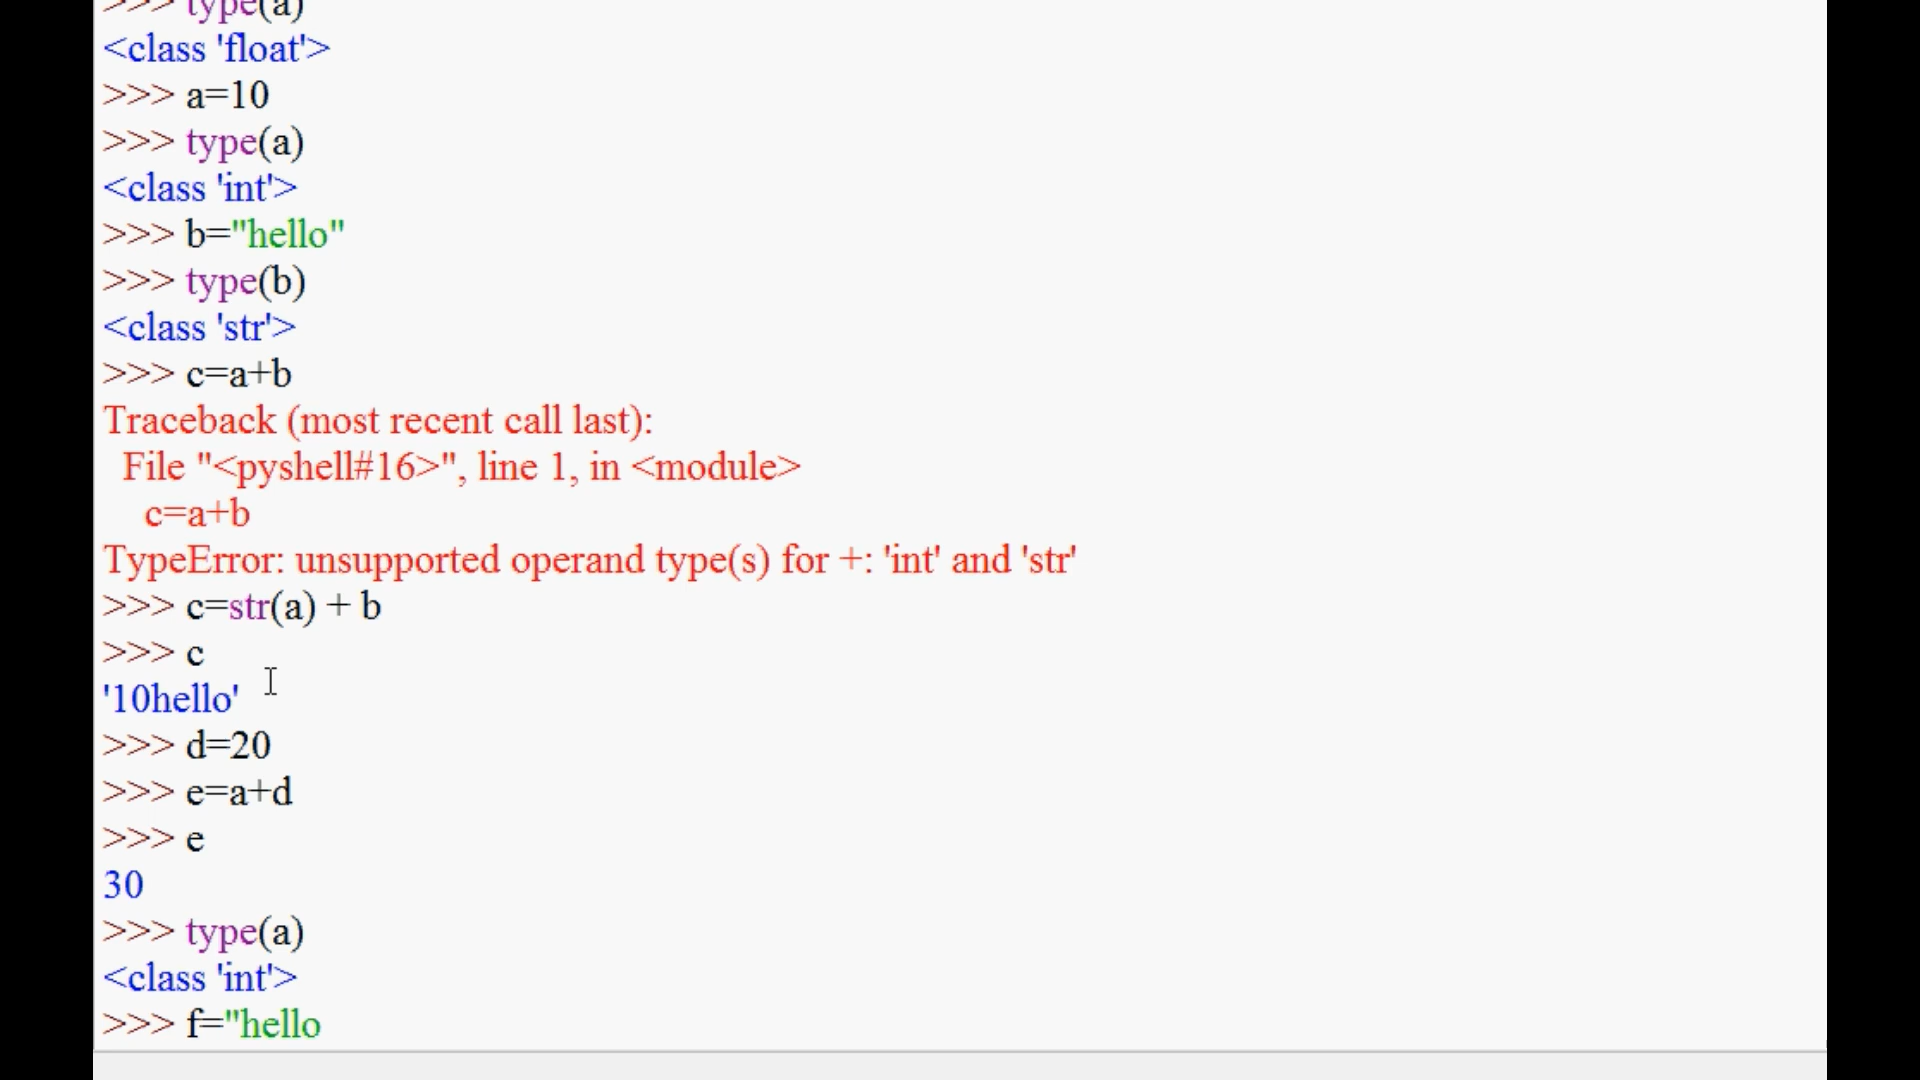 >>> type(a)
<class 'float'>
>>> a=10
>>> type(a)
<class 'int'>
>>> b="hello"
>>> type(b)
<class 'str'>
>>> c=a+b
Traceback (most recent call last):
  File "<pyshell#16>", line 1, in <module>
    c=a+b
TypeError: unsupported operand type(s) for +: 'int' and 'str'
>>> c=str(a) + b
>>> c
'10hello'
>>> d=20
>>> e=a+d
>>> e
30
>>> type(a)
<class 'int'>
>>> f="hello